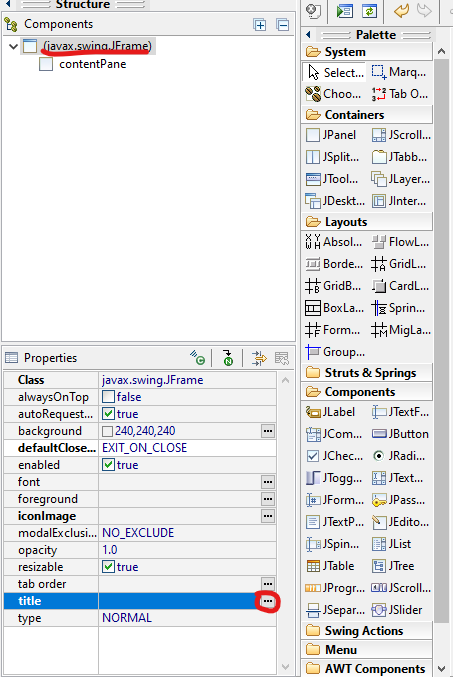 Structure
Components
(javax.swing.JFrame)
contentPane
Properties
Class javax.swing.JFrame
alwaysOnTop false
autoRequest... true
background 240,240,240
defaultClose... EXIT_ON_CLOSE
enabled true
font
foreground
iconImage
modalExclusi... NO_EXCLUDE
opacity 1.0
resizable true
tab order
title
type NORMAL
Palette
System
Select... Marq...
Choo... Tab O...
Containers
JPanel JScroll...
JSplit... JTabb...
JTool... JLayer...
JDeskt... JInter...
Layouts
Absol... FlowL...
Borde... GridL...
GridB... CardL...
BoxLa... Sprin...
Form... MigLa...
Group...
Struts & Springs
Components
JLabel JTextF...
JCom... JButton
JChec... JRadi...
JTogg... JText...
JForm... JPass...
JTextP... JEdito...
JSpin... JList
JTable JTree
JProgr... JScroll...
JSepar... JSlider
Swing Actions
Menu
AWT Components